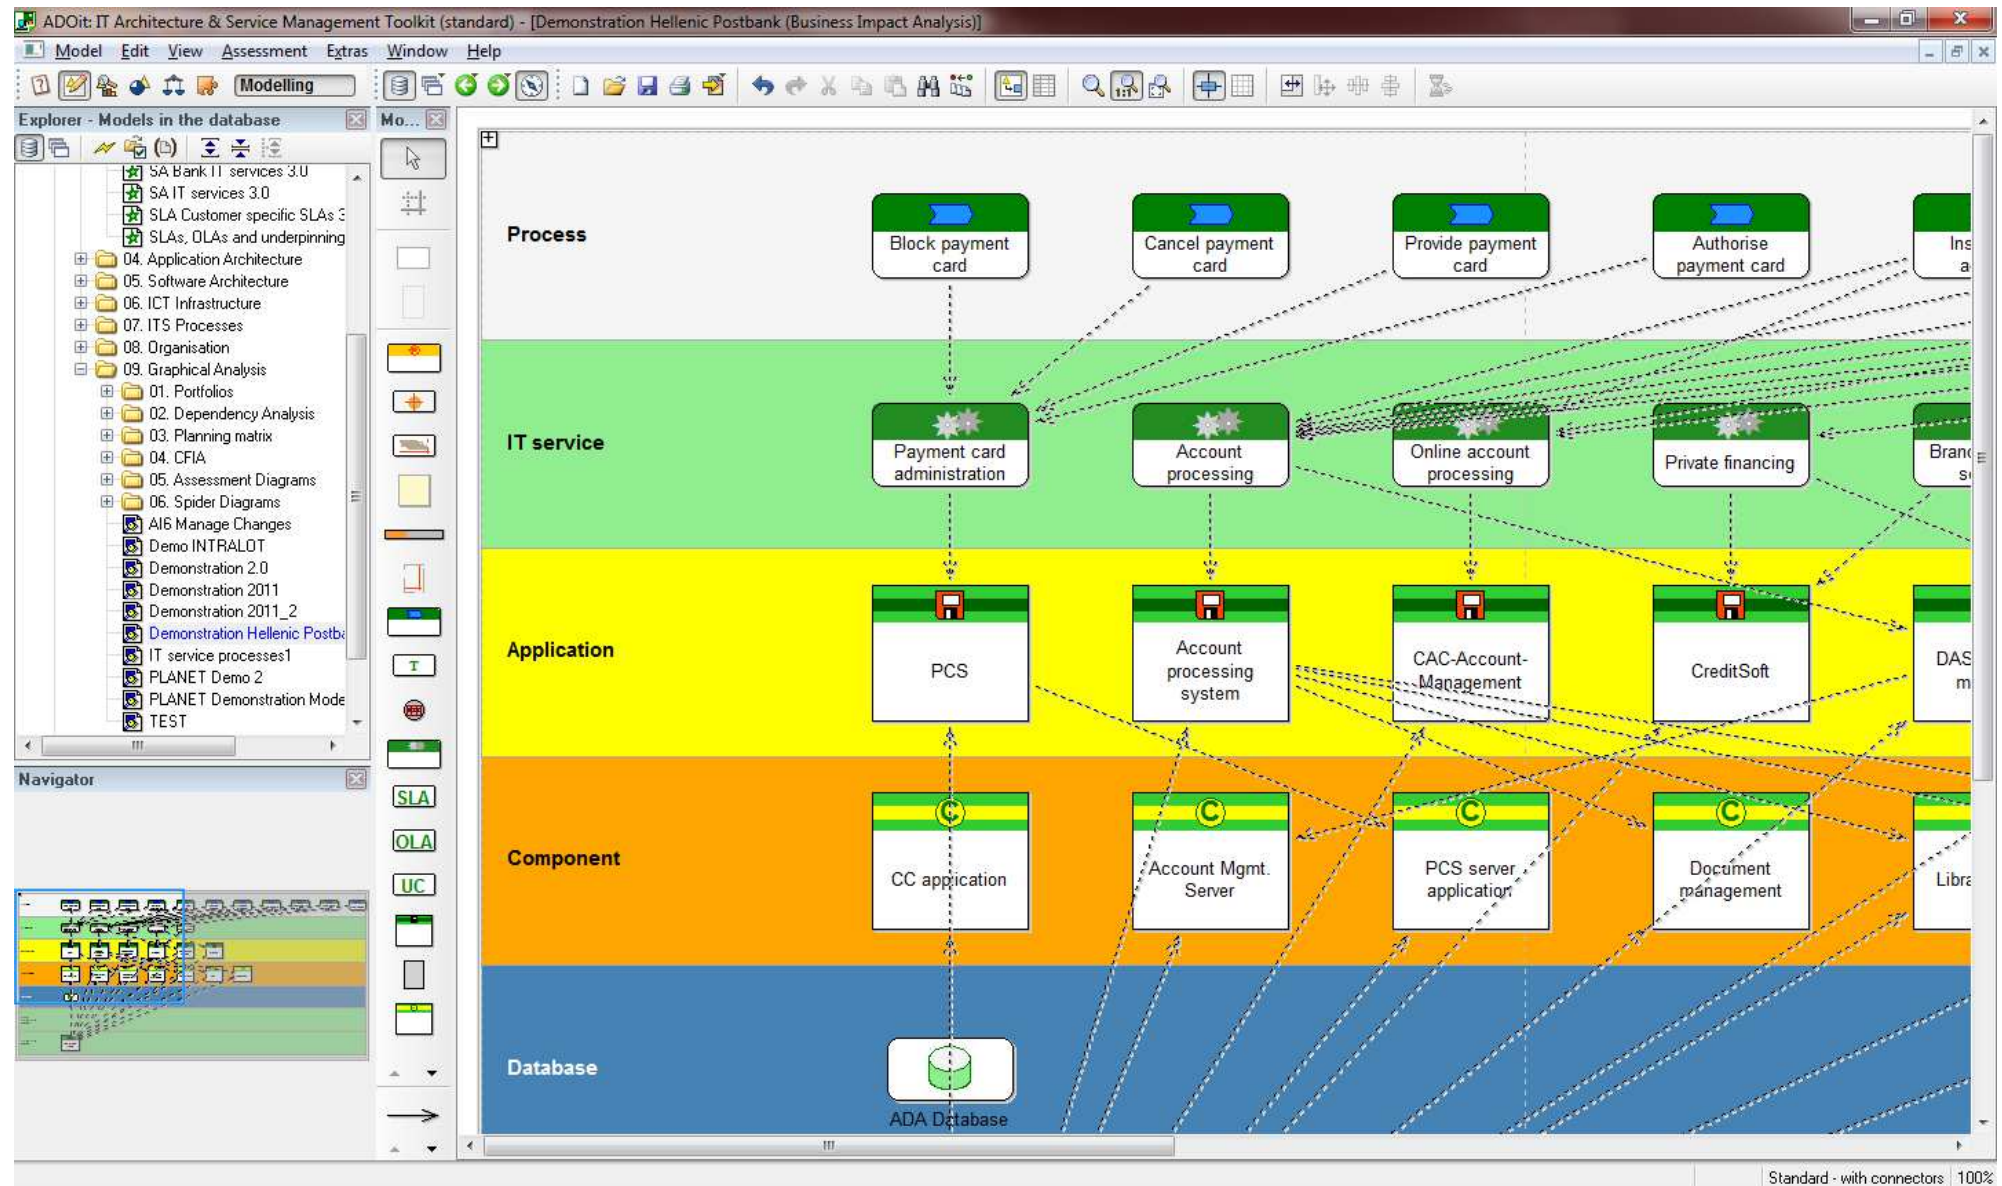 ADOit: IT Architecture & Service Management Toolkit (standard) - [Demonstration Hellenic Postbank (Business Impact Analysis)]
Model Edit View Assessment Extras Window Help
Modelling
1:1
Explorer - Models in the database
Mo...
SA Bank IT services 3.0
SA IT services 3.0
SLA Customer specific SLAs 3
SLAs, OLAs and underpinning
04. Application Architecture
05. Software Architecture
06. ICT Infrastructure
07. ITS Processes
08. Organisation
09. Graphical Analysis
01. Portfolios
02. Dependency Analysis
03. Planning matrix
04. CFIA
05. Assessment Diagrams
06. Spider Diagrams
AI6 Manage Changes
Demo INTRALOT
Demonstration 2.0
Demonstration 2011
Demonstration 2011_2
Demonstration Hellenic Postba
IT service processes1
PLANET Demo 2
PLANET Demonstration Mode
TEST
Navigator
T
SLA
OLA
UC
Process
Block payment
card
Cancel payment
card
Provide payment
card
Authorise
payment card
Ins
a
IT service
Payment card
administration
Account
processing
Online account
processing
Private financing
Branc
s
Application
PCS
Account
processing
system
CAC-Account-
Management
CreditSoft
DAS
m
Component
C
CC application
C
Account Mgmt.
Server
C
PCS server
application
C
Document
management
Libra
Database
ADA Database
Standard - with connectors 100%